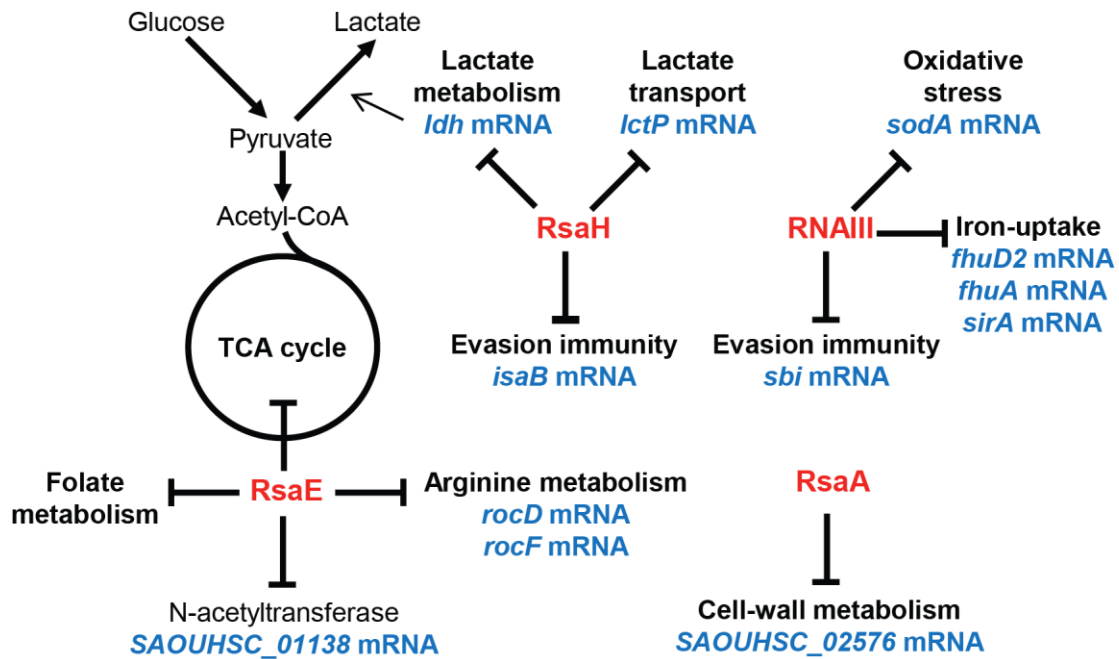 Glucose
Lactate
Pyruvate
Acetyl-CoA
TCA cycle
Lactate
metabolism
ldh mRNA
Lactate
transport
lctP mRNA
RsaH
Evasion immunity
isaB mRNA
Oxidative
stress
sodA mRNA
RNAIII
Iron-uptake
fhuD2 mRNA
fhuA mRNA
sirA mRNA
Evasion immunity
sbi mRNA
Folate
metabolism
RsaE
Arginine metabolism
rocD mRNA
rocF mRNA
N-acetyltransferase
SAOUHSC_01138 mRNA
RsaA
Cell-wall metabolism
SAOUHSC_02576 mRNA